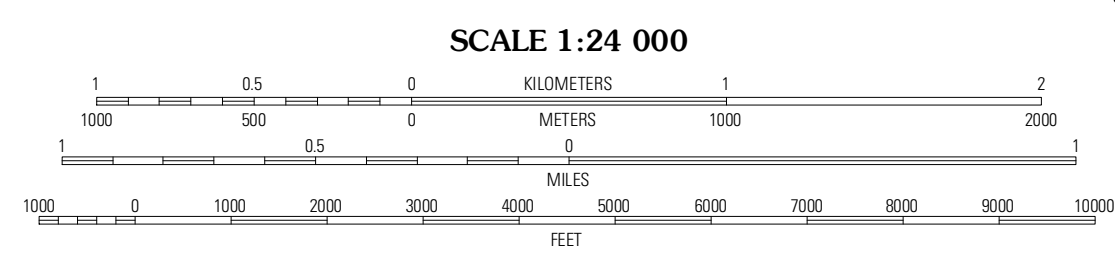 SCALE 1:24 000
1 0.5 0 KILOMETERS 1 2
1000 500 0 METERS 1000 2000
1 0.5 0 1
MILES
1000 0 1000 2000 3000 4000 5000 6000 7000 8000 9000 10000
FEET